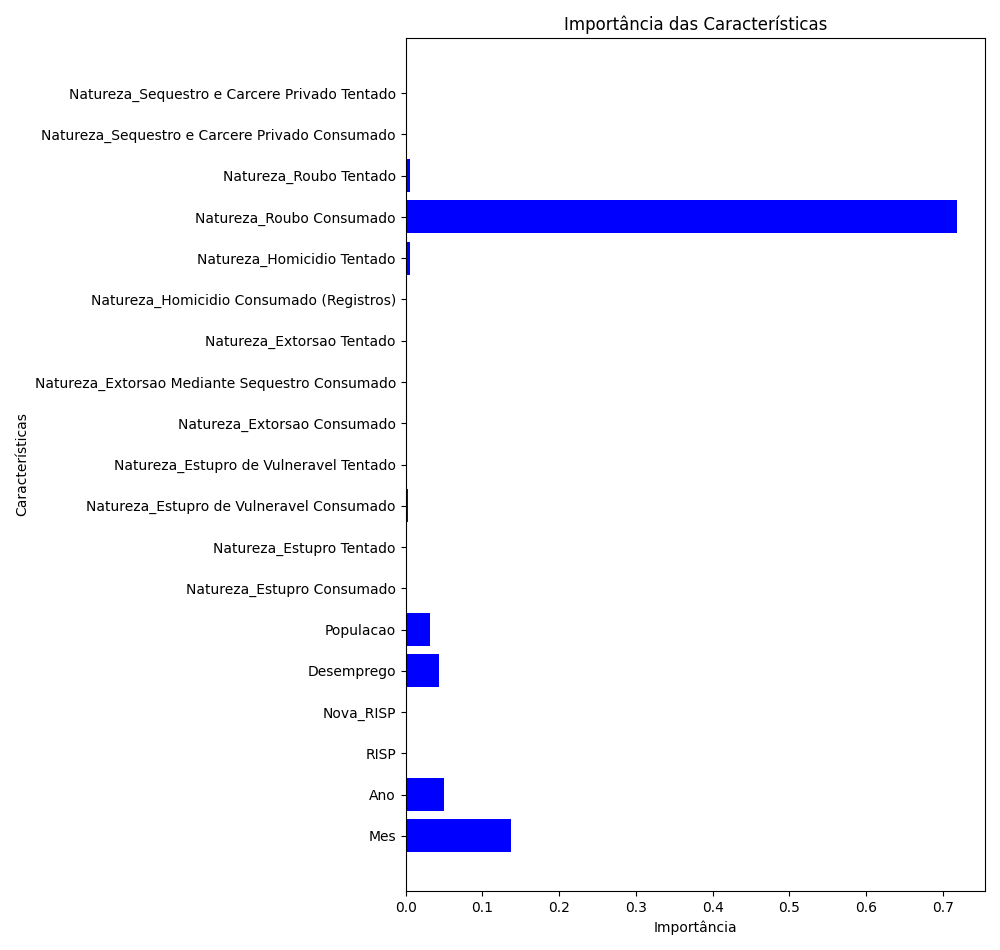 Importância das Características
Natureza_Sequestro e Carcere Privado Tentado
Natureza_Sequestro e Carcere Privado Consumado
Natureza_Roubo Tentado
Natureza_Roubo Consumado
Natureza_Homicidio Tentado
Natureza_Homicidio Consumado (Registros)
Natureza_Extorsao Tentado
Natureza_Extorsao Mediante Sequestro Consumado
Natureza_Extorsao Consumado
Natureza_Estupro de Vulneravel Tentado
Natureza_Estupro de Vulneravel Consumado
Natureza_Estupro Tentado
Natureza_Estupro Consumado
Populacao
Desemprego
Nova_RISP
RISP
Ano
Mes
Características
0.0 0.1 0.2 0.3 0.4 0.5 0.6 0.7
Importância